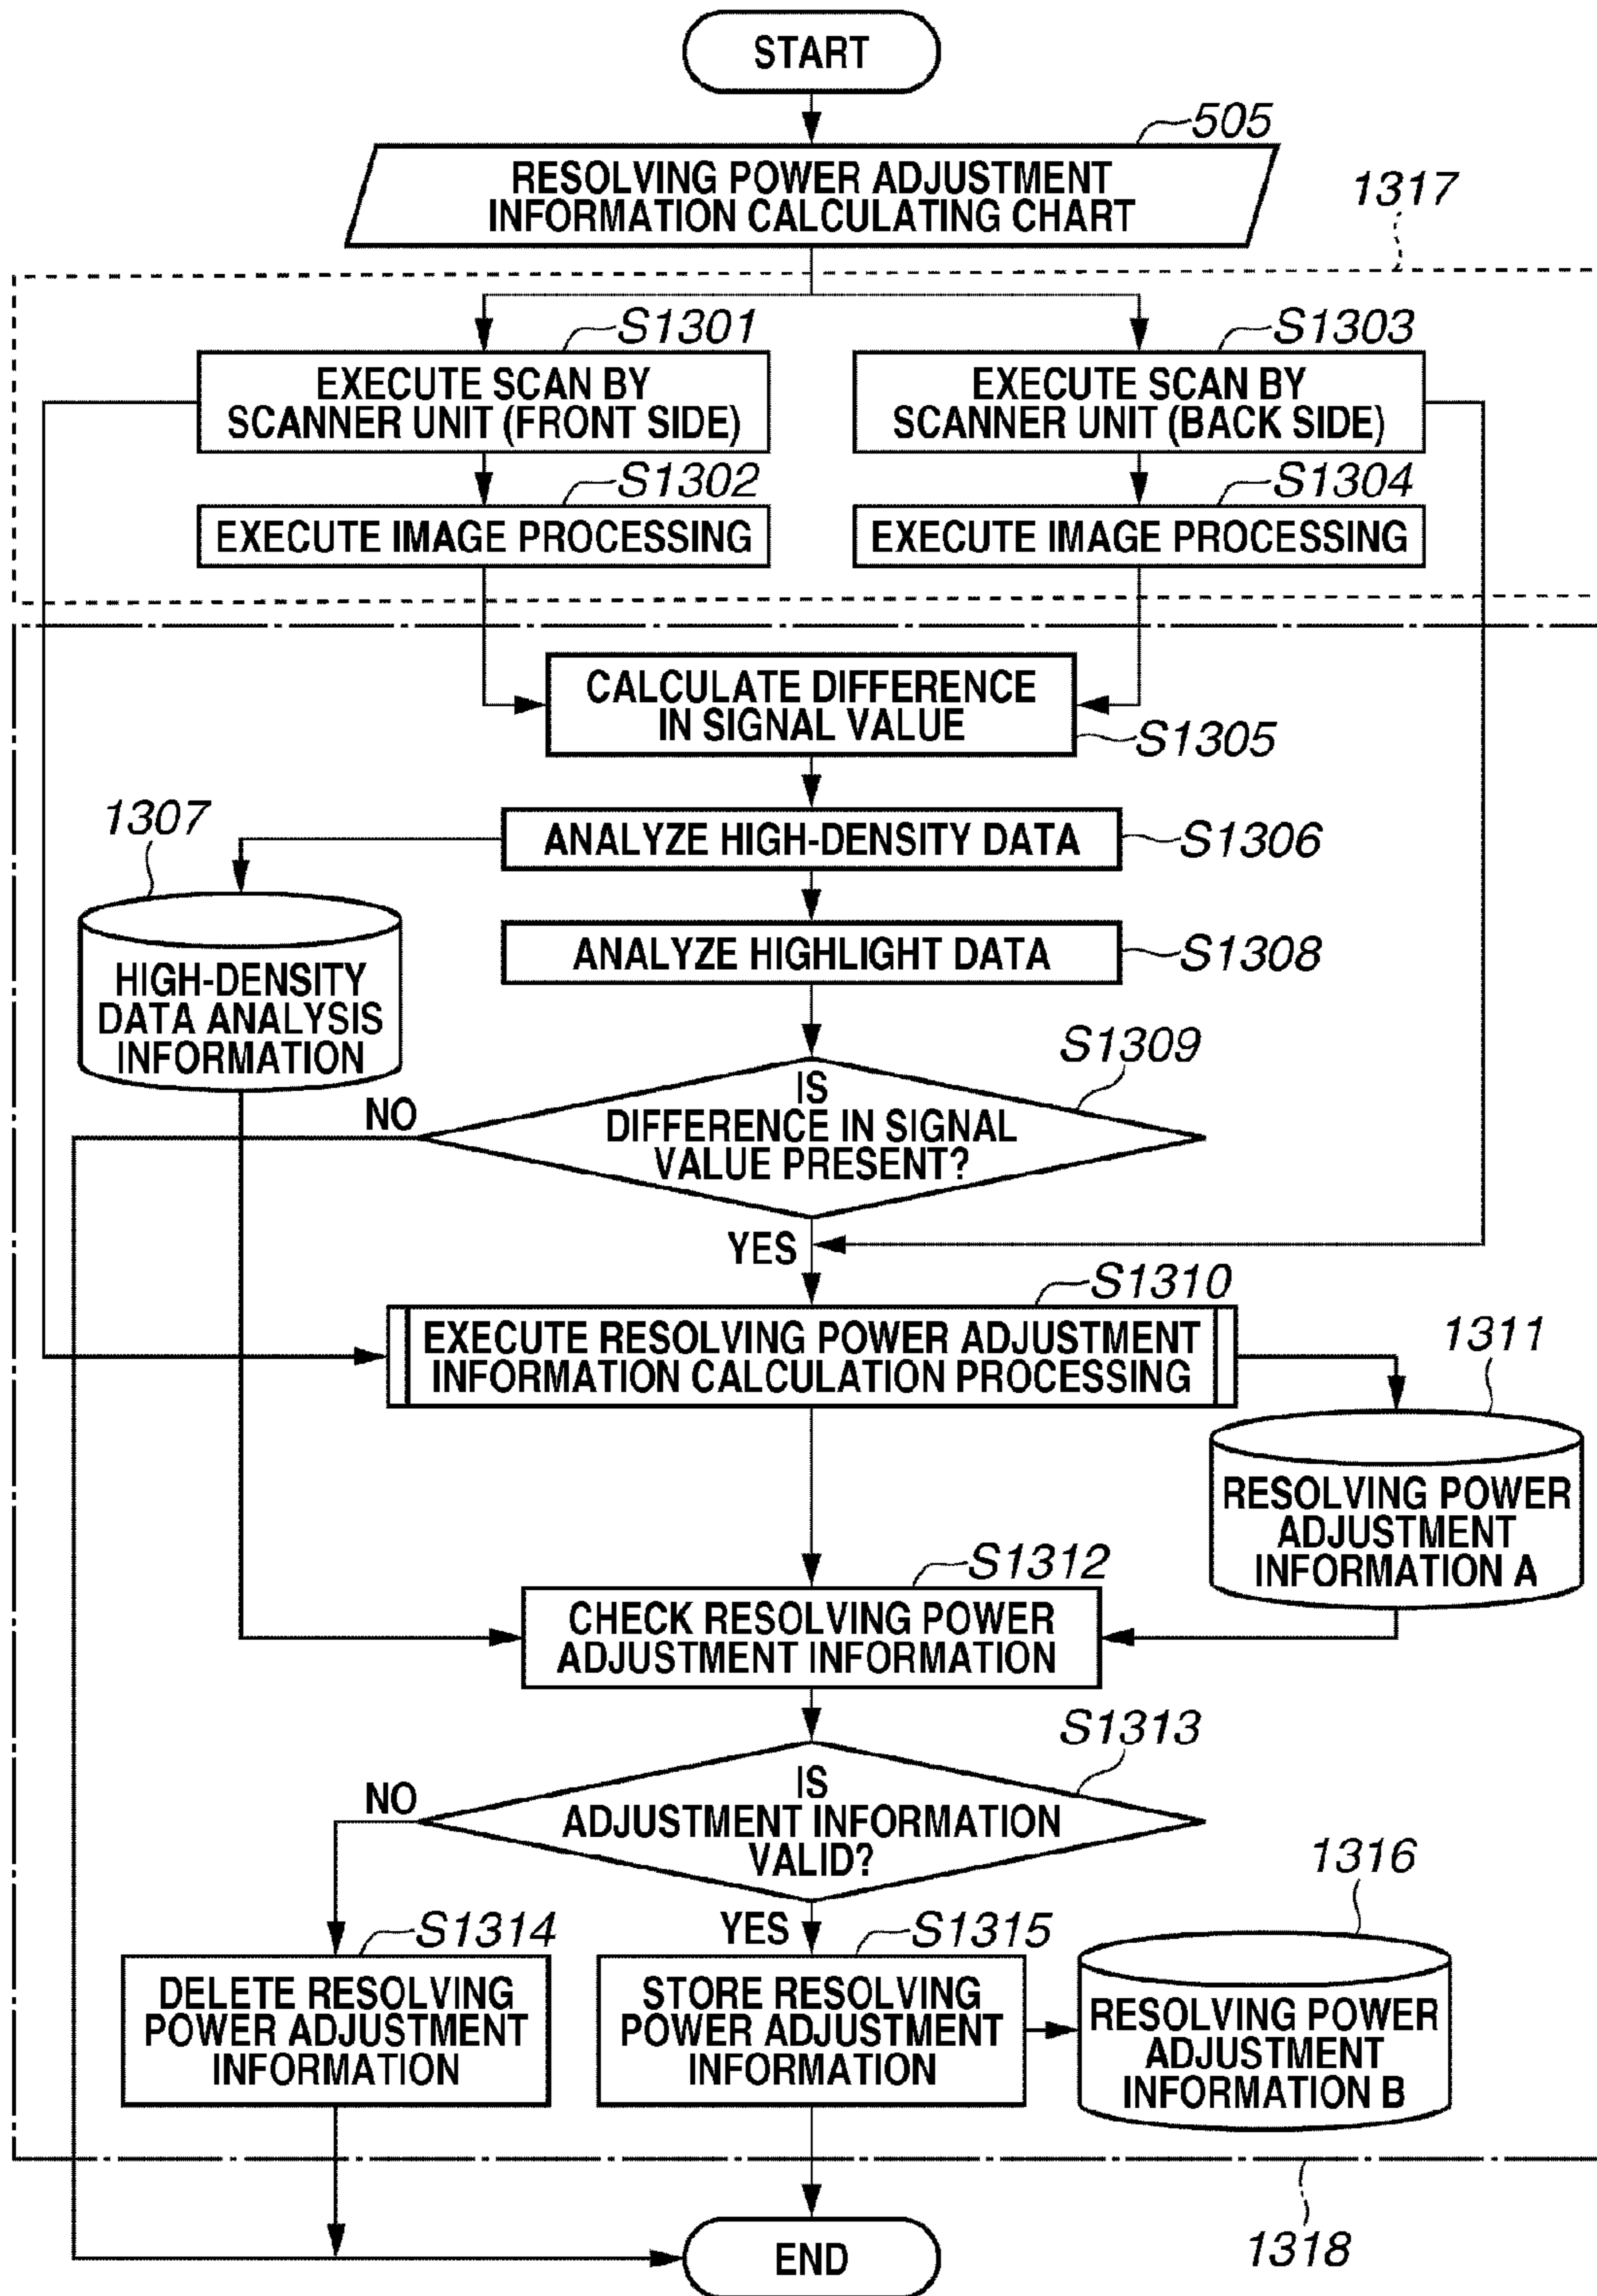 START
505
RESOLVING POWER ADJUSTMENT
INFORMATION CALCULATING CHART
1317
S1301
S1303
EXECUTE SCAN BY
SCANNER UNIT (FRONT SIDE)
EXECUTE SCAN BY
SCANNER UNIT (BACK SIDE)
S1302
S1304
EXECUTE IMAGE PROCESSING
EXECUTE IMAGE PROCESSING
CALCULATE DIFFERENCE
IN SIGNAL VALUE
S1305
1307
ANALYZE HIGH-DENSITY DATA
S1306
HIGH-DENSITY
DATA ANALYSIS
INFORMATION
ANALYZE HIGHLIGHT DATA
S1308
S1309
NO
IS
DIFFERENCE IN SIGNAL
VALUE PRESENT?
YES
S1310
EXECUTE RESOLVING POWER ADJUSTMENT
INFORMATION CALCULATION PROCESSING
1311
RESOLVING POWER
ADJUSTMENT
INFORMATION A
S1312
CHECK RESOLVING POWER
ADJUSTMENT INFORMATION
S1313
NO
IS
ADJUSTMENT INFORMATION
VALID?
1316
YES
S1314
S1315
DELETE RESOLVING
POWER ADJUSTMENT
INFORMATION
STORE RESOLVING
POWER ADJUSTMENT
INFORMATION
RESOLVING POWER
ADJUSTMENT
INFORMATION B
1318
END